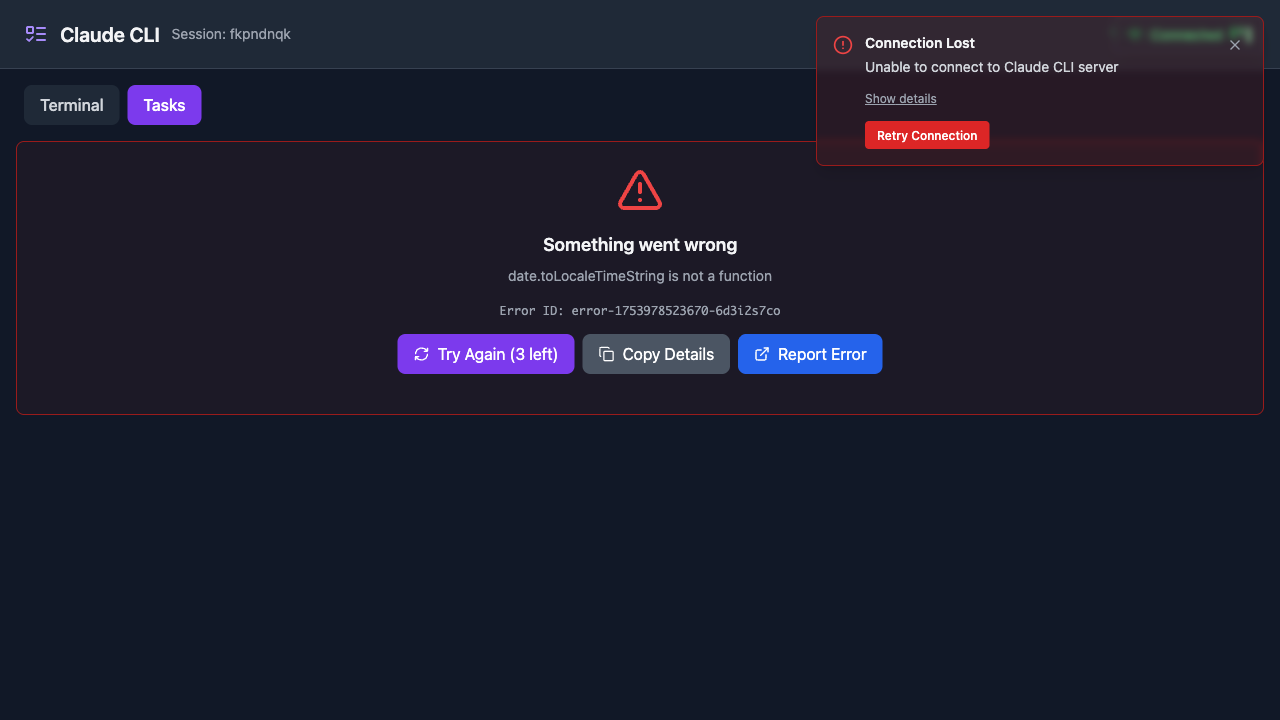 Claude CLI Session: fkpndnqk
Connection Lost
Unable to connect to Claude CLI server
Show details
Retry Connection
Terminal Tasks
Something went wrong
date.toLocaleTimeString is not a function
Error ID: error-1753978523670-6d3i2s7co
Try Again (3 left) Copy Details Report Error